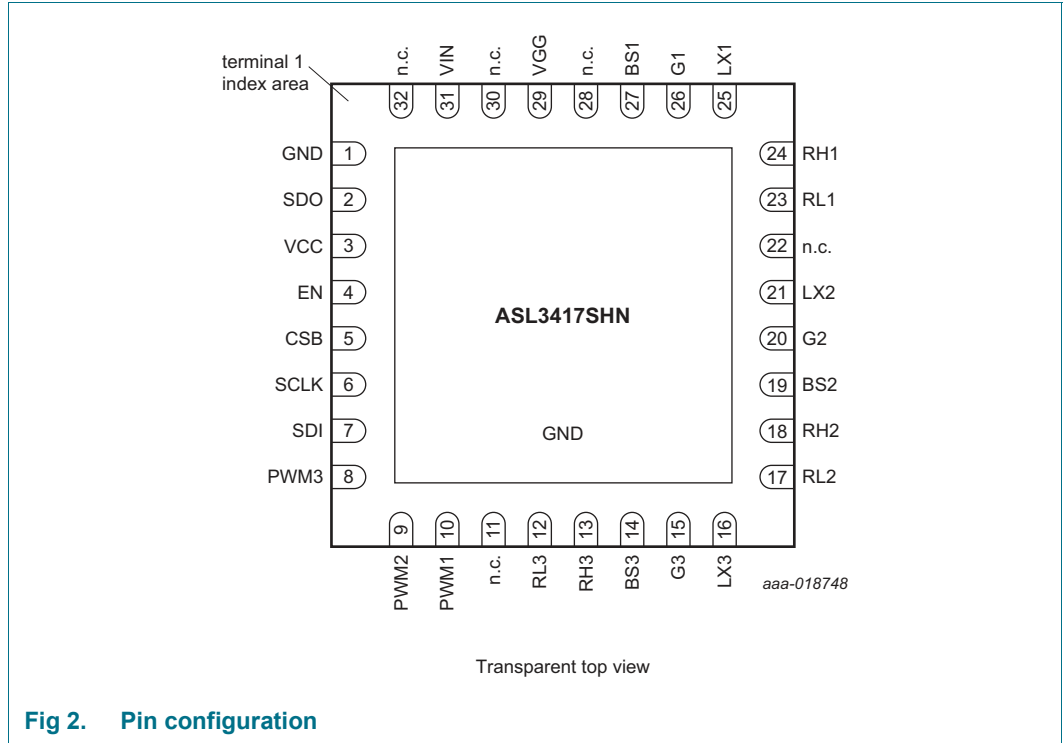 terminal 1
index area
n.c.
VIN
n.c.
VGG
n.c.
BS1
G1
LX1
32
31
30
29
28
27
26
25
GND 1
SDO 2
VCC 3
EN 4
CSB 5
SCLK 6
SDI 7
PWM3 8
24 RH1
23 RL1
22 n.c.
21 LX2
20 G2
19 BS2
18 RH2
17 RL2
ASL3417SHN
GND
9
10
11
12
13
14
15
16
PWM2
PWM1
n.c.
RL3
RH3
BS3
G3
LX3
aaa-018748
Transparent top view
Fig 2. Pin configuration